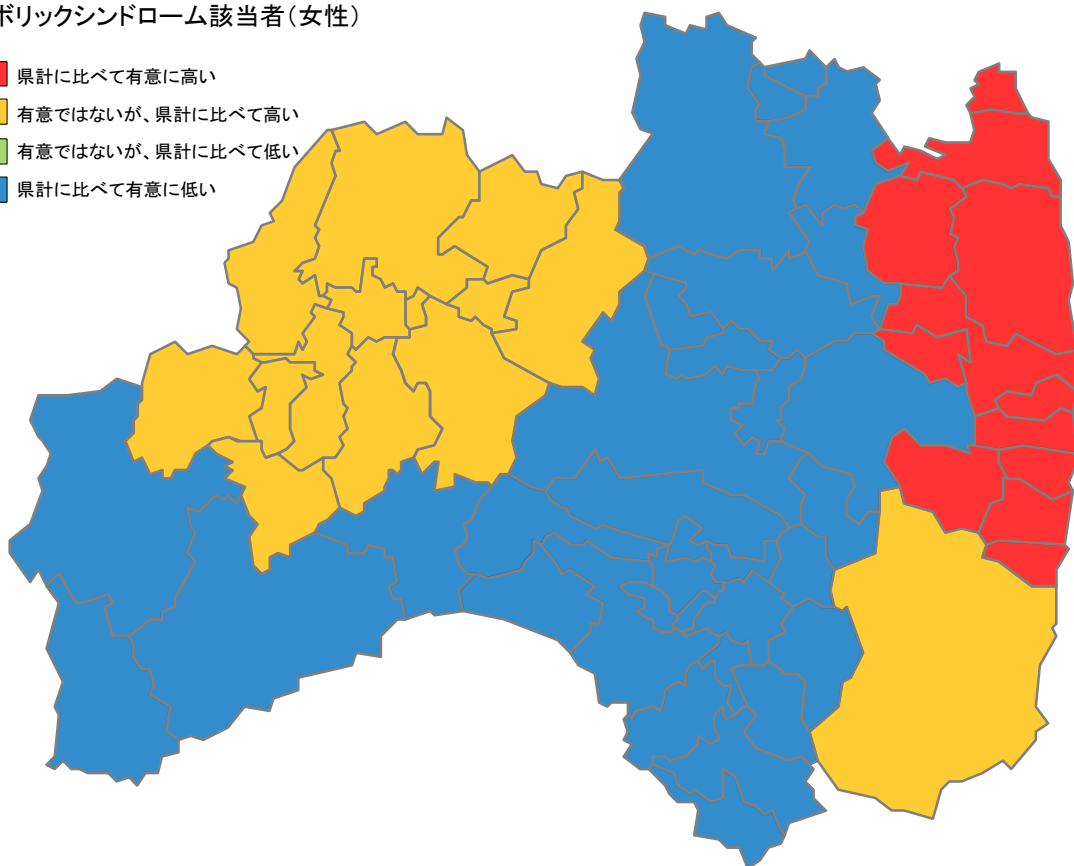 ボリックシンドローム該当者(女性)
県計に比べて有意に高い
有意ではないが、県計に比べて高い
有意ではないが、県計に比べて低い
県計に比べて有意に低い